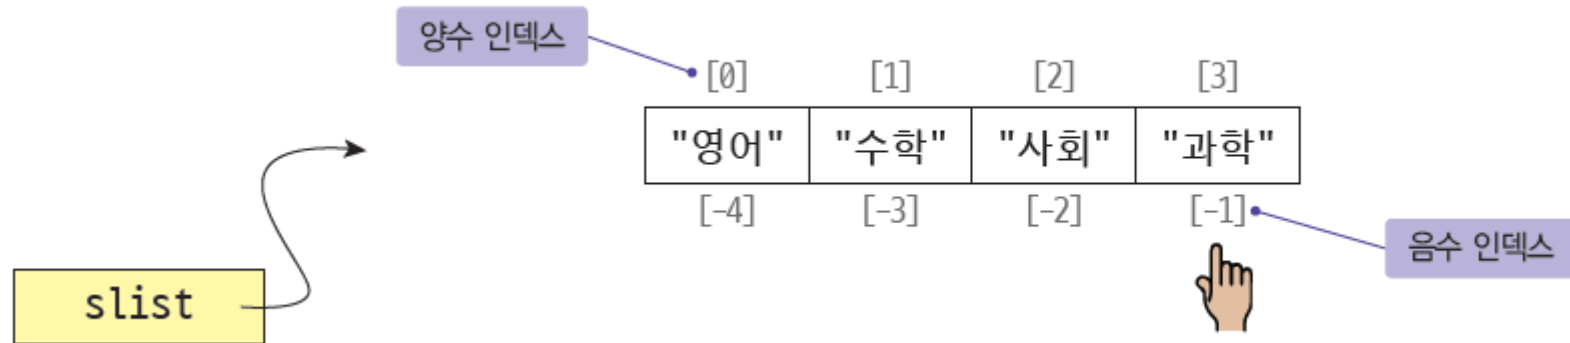 양수 인덱스
[0] [1] [2] [3]
"영어" "수학" "사회" "과학"
[-4] [-3] [-2] [-1]
음수 인덱스
slist